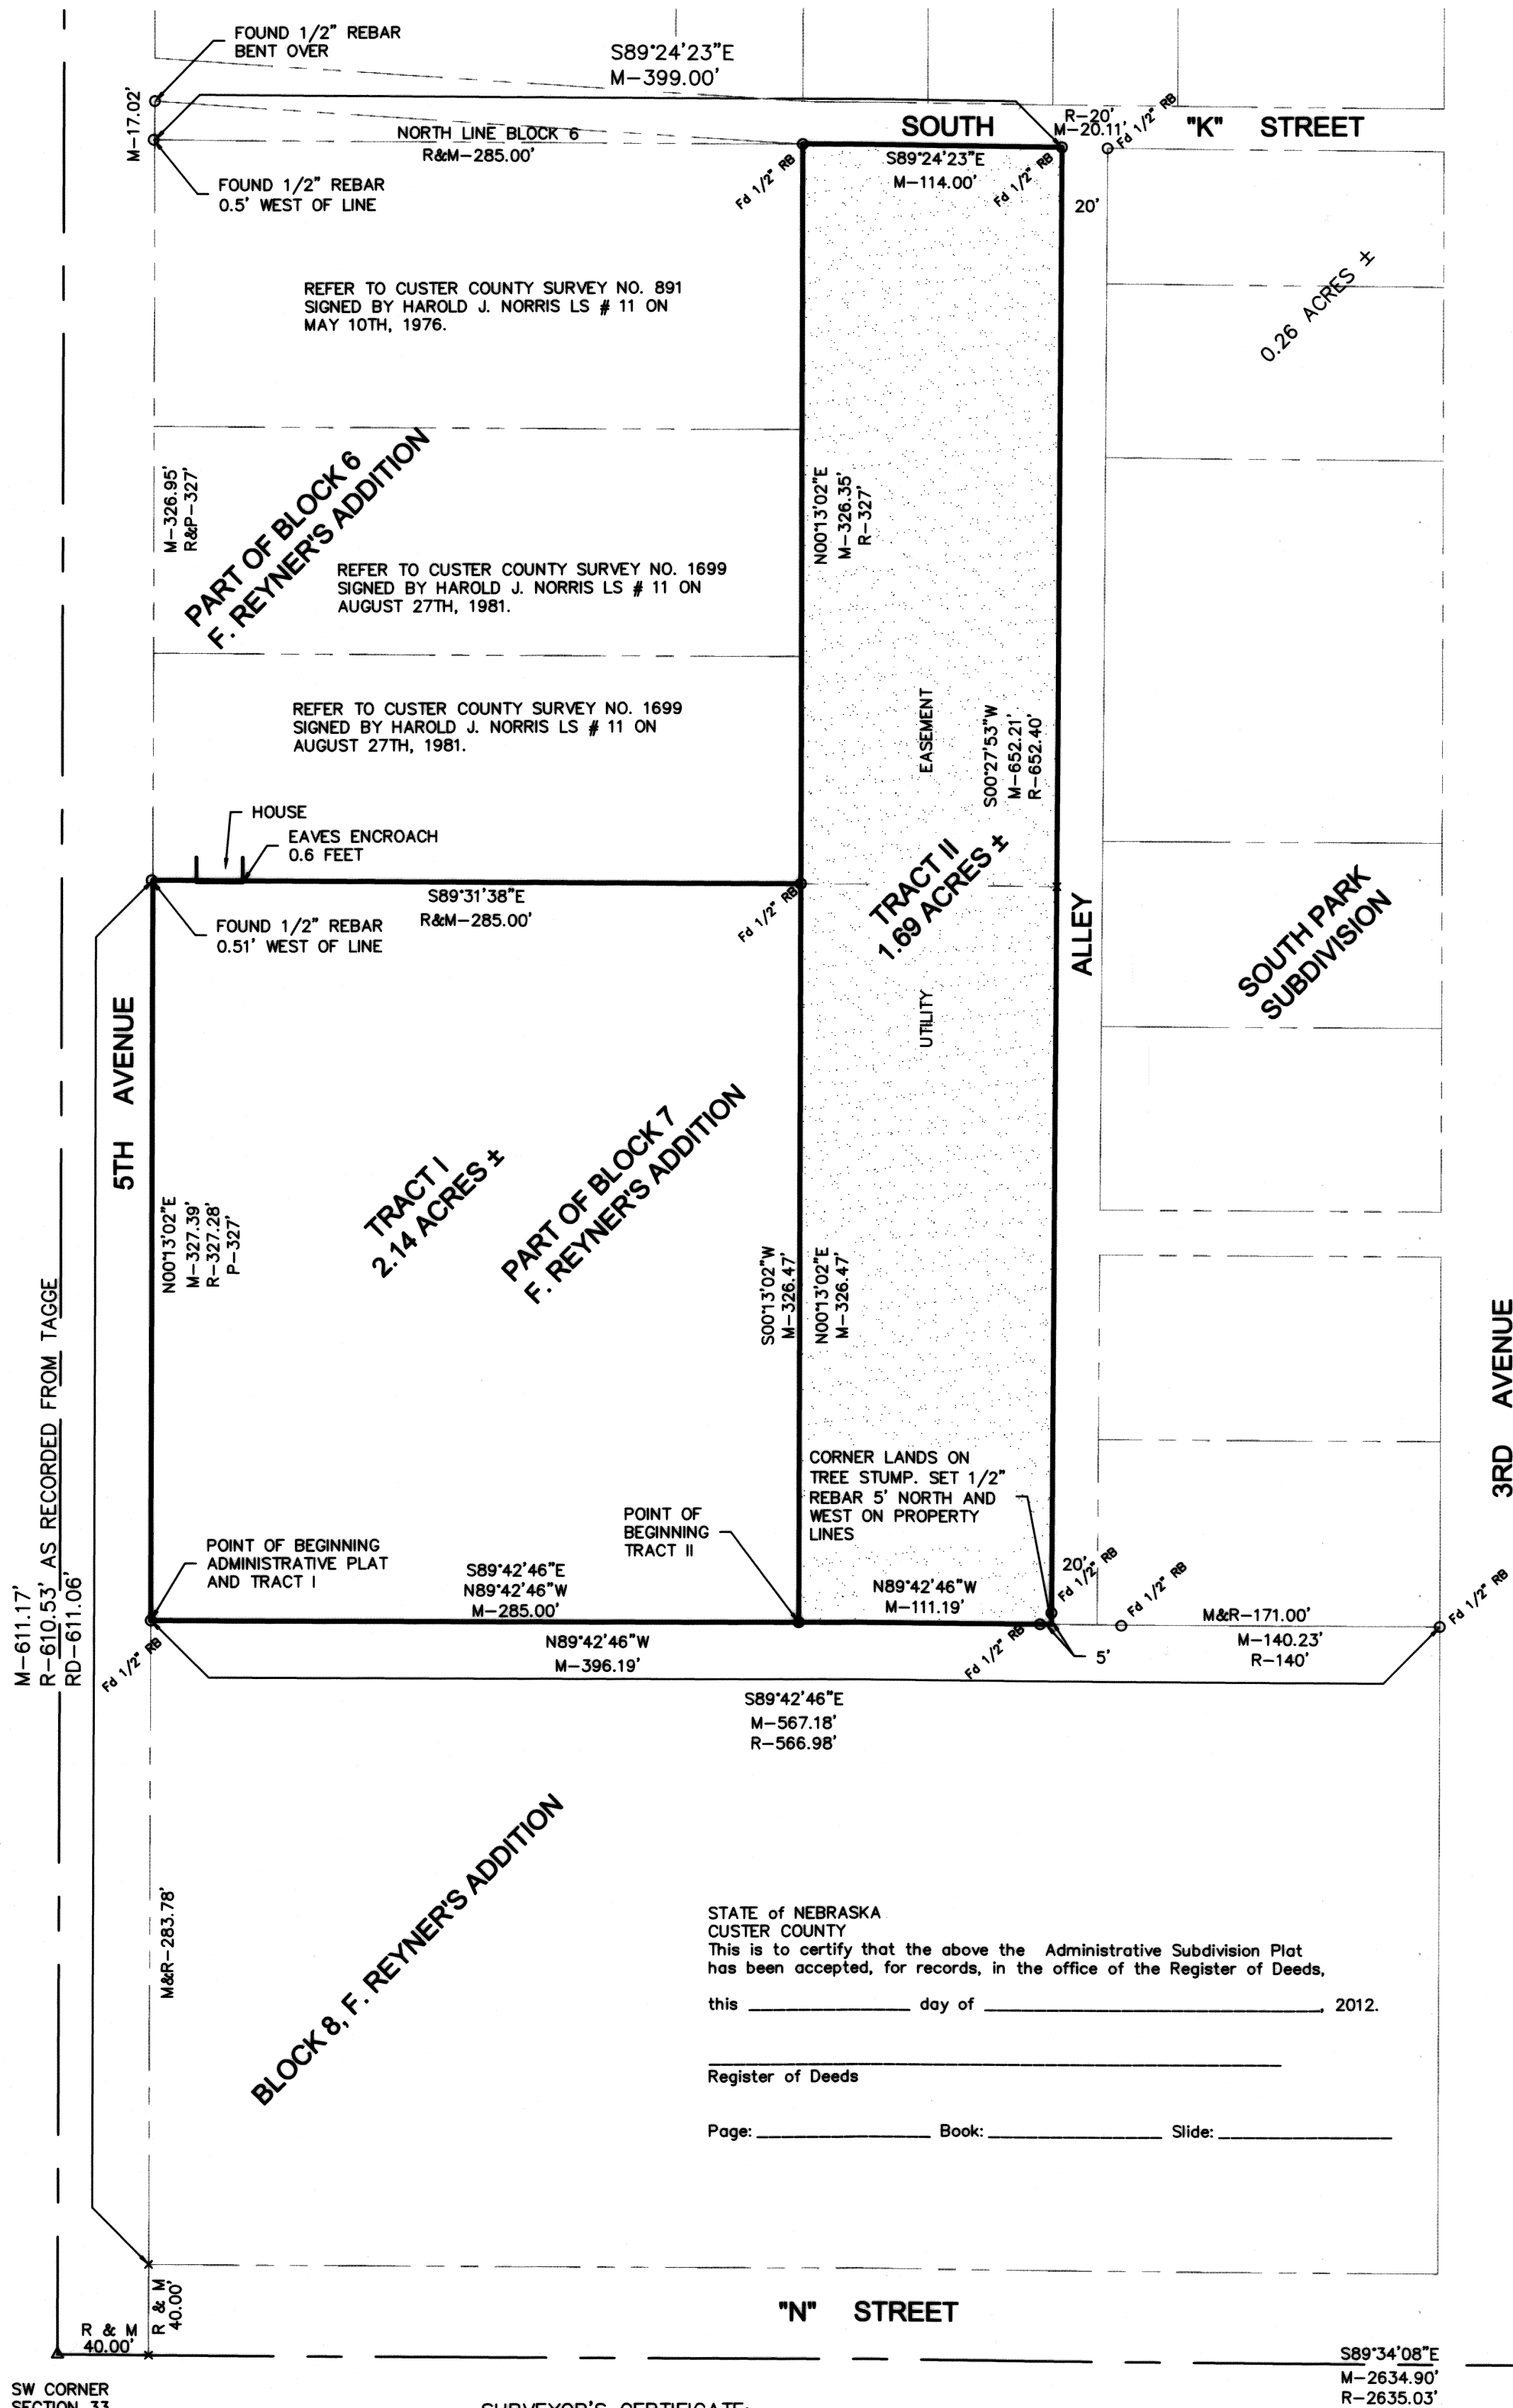 FOUND 1/2" REBAR
BENT OVER
S89°24'23"E
M-399.00'
M-17.02'
NORTH LINE BLOCK 6
R&M-285.00'
SOUTH "K" STREET
R-20'
M-20.11'
Fd 1/2" RB
S89°24'23"E
M-114.00'
Fd 1/2" RB
Fd 1/2" RB
20'
FOUND 1/2" REBAR
0.5' WEST OF LINE
REFER TO CUSTER COUNTY SURVEY NO. 891
SIGNED BY HAROLD J. NORRIS LS # 11 ON
MAY 10TH, 1976.
0.26 ACRES ±
M-326.95'
R&P-327'
PART OF BLOCK 6
F. REYNER'S ADDITION
N00°13'02"E
M-326.35'
R-327'
REFER TO CUSTER COUNTY SURVEY NO. 1699
SIGNED BY HAROLD J. NORRIS LS # 11 ON
AUGUST 27TH, 1981.
REFER TO CUSTER COUNTY SURVEY NO. 1699
SIGNED BY HAROLD J. NORRIS LS # 11 ON
AUGUST 27TH, 1981.
EASEMENT
S00°27'53"W
M-652.21'
R-652.40'
HOUSE
EAVES ENCROACH
0.6 FEET
S89°31'38"E
R&M-285.00'
Fd 1/2" RB
FOUND 1/2" REBAR
0.51' WEST OF LINE
TRACT II
1.69 ACRES ±
ALLEY
SOUTH PARK
SUBDIVISION
UTILITY
5TH AVENUE
N00°13'02"E
M-327.39'
R-327.28'
P-327'
TRACT I
2.14 ACRES ±
PART OF BLOCK 7
F. REYNER'S ADDITION
S00°13'02"W
M-326.47'
N00°13'02"E
M-326.47'
3RD AVENUE
M-611.17'
R-610.53' AS RECORDED FROM TAGGE
RD-611.06'
CORNER LANDS ON
TREE STUMP. SET 1/2"
REBAR 5' NORTH AND
WEST ON PROPERTY
LINES
POINT OF
BEGINNING
TRACT II
POINT OF BEGINNING
ADMINISTRATIVE PLAT
AND TRACT I
S89°42'46"E
N89°42'46"W
M-285.00'
N89°42'46"W
M-111.19'
20'
Fd 1/2" RB
Fd 1/2" RB
Fd 1/2" RB
M&R-171.00'
M-140.23'
R-140'
Fd 1/2" RB
N89°42'46"W
M-396.19'
Fd 1/2" RB
5'
S89°42'46"E
M-567.18'
R-566.98'
M&R-283.78'
BLOCK 8, F. REYNER'S ADDITION
STATE of NEBRASKA
CUSTER COUNTY
This is to certify that the above the Administrative Subdivision Plat
has been accepted, for records, in the office of the Register of Deeds,
this ________ day of ________, 2012.
Register of Deeds
Page: ________ Book: ________ Slide: ________
R & M
40.00'
"N" STREET
R & M
40.00'
S89°34'08"E
M-2634.90'
R-2635.03'
SW CORNER
SECTION 33
SURVEYOR'S CERTIFICATE: